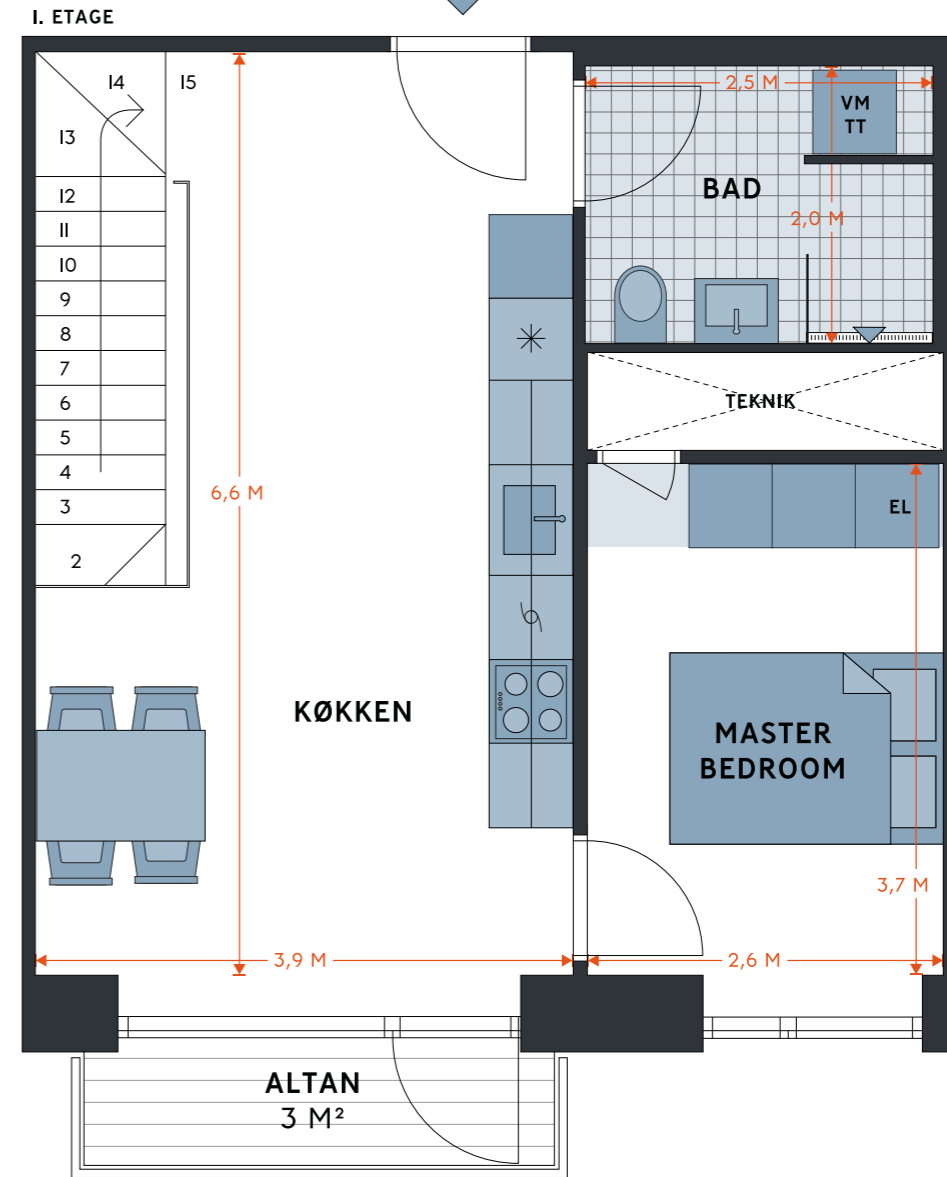 1. ETAGE
14
15
13
2,5 M
VM
TT
BAD
12
11
2,0 M
10
9
8
7
6
TEKNIK
5
4
6,6 M
3
EL
2
KØKKEN
MASTER
BEDROOM
3,7 M
3,9 M
2,6 M
ALTAN
3 M²